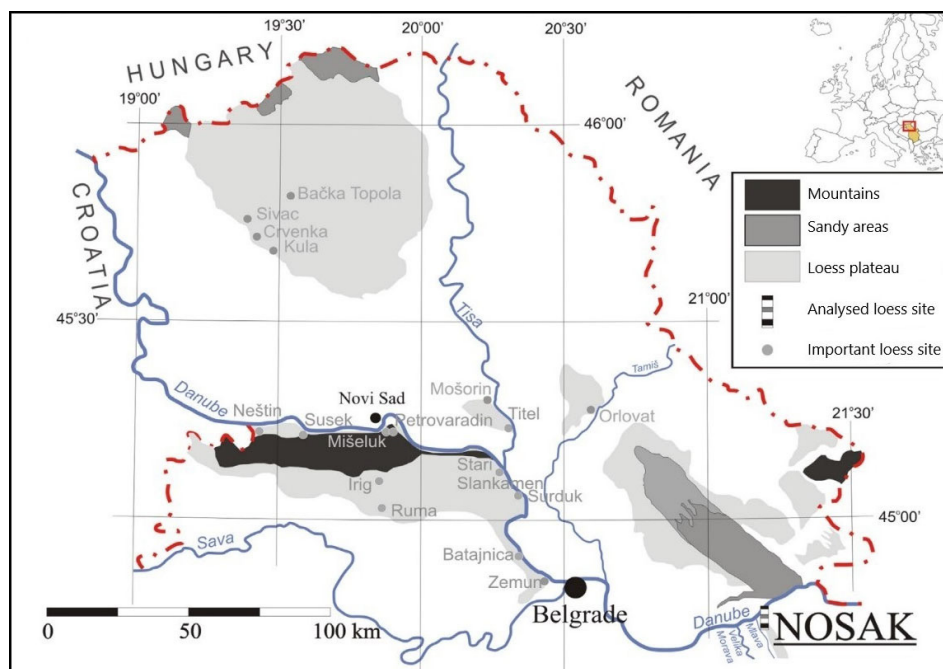 HUNGARY
ROMANIA
CROATIA
19°00'
19°30'
20°00'
20°30'
21°00'
21°30'
46°00'
45°30'
45°00'
Mountains
Sandy areas
Loess plateau
Analysed loess site
Important loess site
Bačka Topola
Sivac
Crvenka
Kula
Tisa
Tamiš
Danube
Novi Sad
Neštin
Susek
Petrovaradin
Mišeluk
Mošorin
Titel
Orlovat
Stari
Slankamen
Surduk
Irig
Ruma
Sava
Batajnica
Zemun
Belgrade
Danube
Velika
Morava
Mlava
NOSAK
0
50
100 km